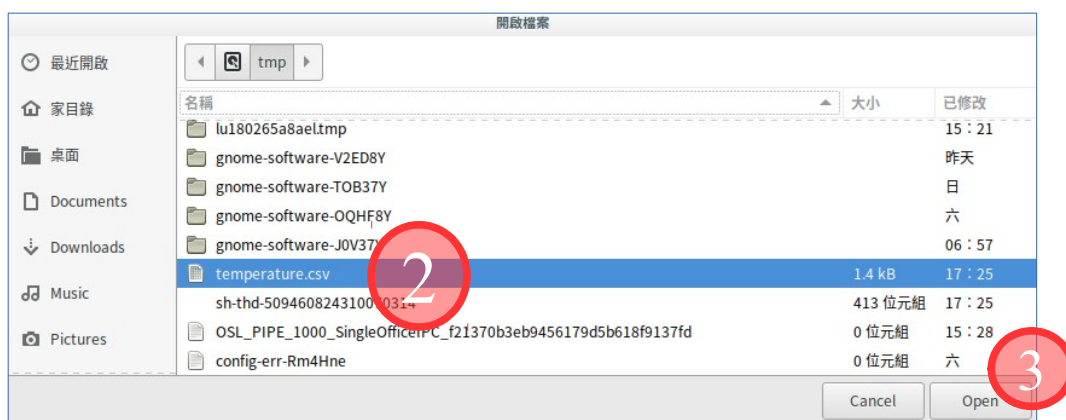 開啟檔案
最近開啟
家目錄
桌面
Documents
Downloads
Music
Pictures
tmp
名稱 大小 已修改
lu180265a8ael.tmp 15：21
gnome-software-V2ED8Y 昨天
gnome-software-TOB37Y 日
gnome-software-OQHF8Y 六
gnome-software-J0V37Y 06：57
temperature.csv 1.4 kB 17：25
413 位元組 17：25
0 位元組 15：28
config-err-Rm4Hne 0 位元組 六
2
3
Cancel Open